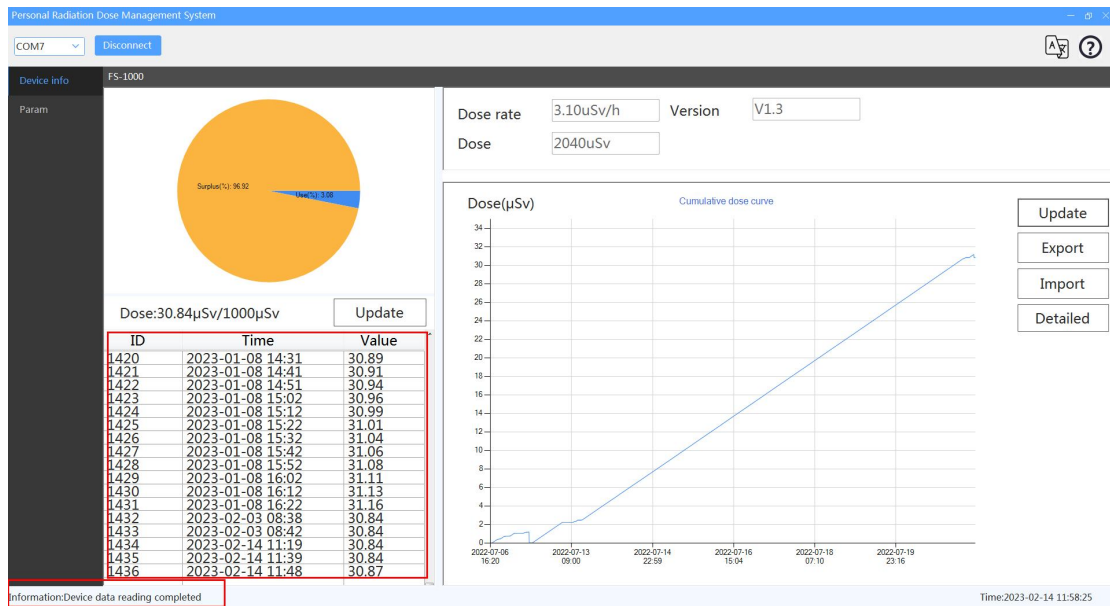 Personal Radiation Dose Management System
COM7
Disconnect
Device info
FS-1000
Param
Surplus(%): 96.92
Use(%): 3.08
Dose rate 3.10uSv/h Version V1.3
Dose 2040uSv
Dose:30.84μSv/1000μSv
Update
ID Time Value
1420 2023-01-08 14:31 30.89
1421 2023-01-08 14:41 30.91
1422 2023-01-08 14:51 30.94
1423 2023-01-08 15:02 30.96
1424 2023-01-08 15:12 30.99
1425 2023-01-08 15:22 31.01
1426 2023-01-08 15:32 31.04
1427 2023-01-08 15:42 31.06
1428 2023-01-08 15:52 31.08
1429 2023-01-08 16:02 31.11
1430 2023-01-08 16:12 31.13
1431 2023-01-08 16:22 31.16
1432 2023-02-03 08:38 30.84
1433 2023-02-03 08:42 30.84
1434 2023-02-14 11:19 30.84
1435 2023-02-14 11:39 30.84
1436 2023-02-14 11:48 30.87
Dose(μSv)
Cumulative dose curve
34
32
30
28
26
24
22
20
18
16
14
12
10
8
6
4
2
0
2022-07-06 2022-07-13 2022-07-14 2022-07-16 2022-07-18 2022-07-19
16:20 09:00 22:59 15:04 07:10 23:16
Update
Export
Import
Detailed
Information:Device data reading completed
Time:2023-02-14 11:58:25